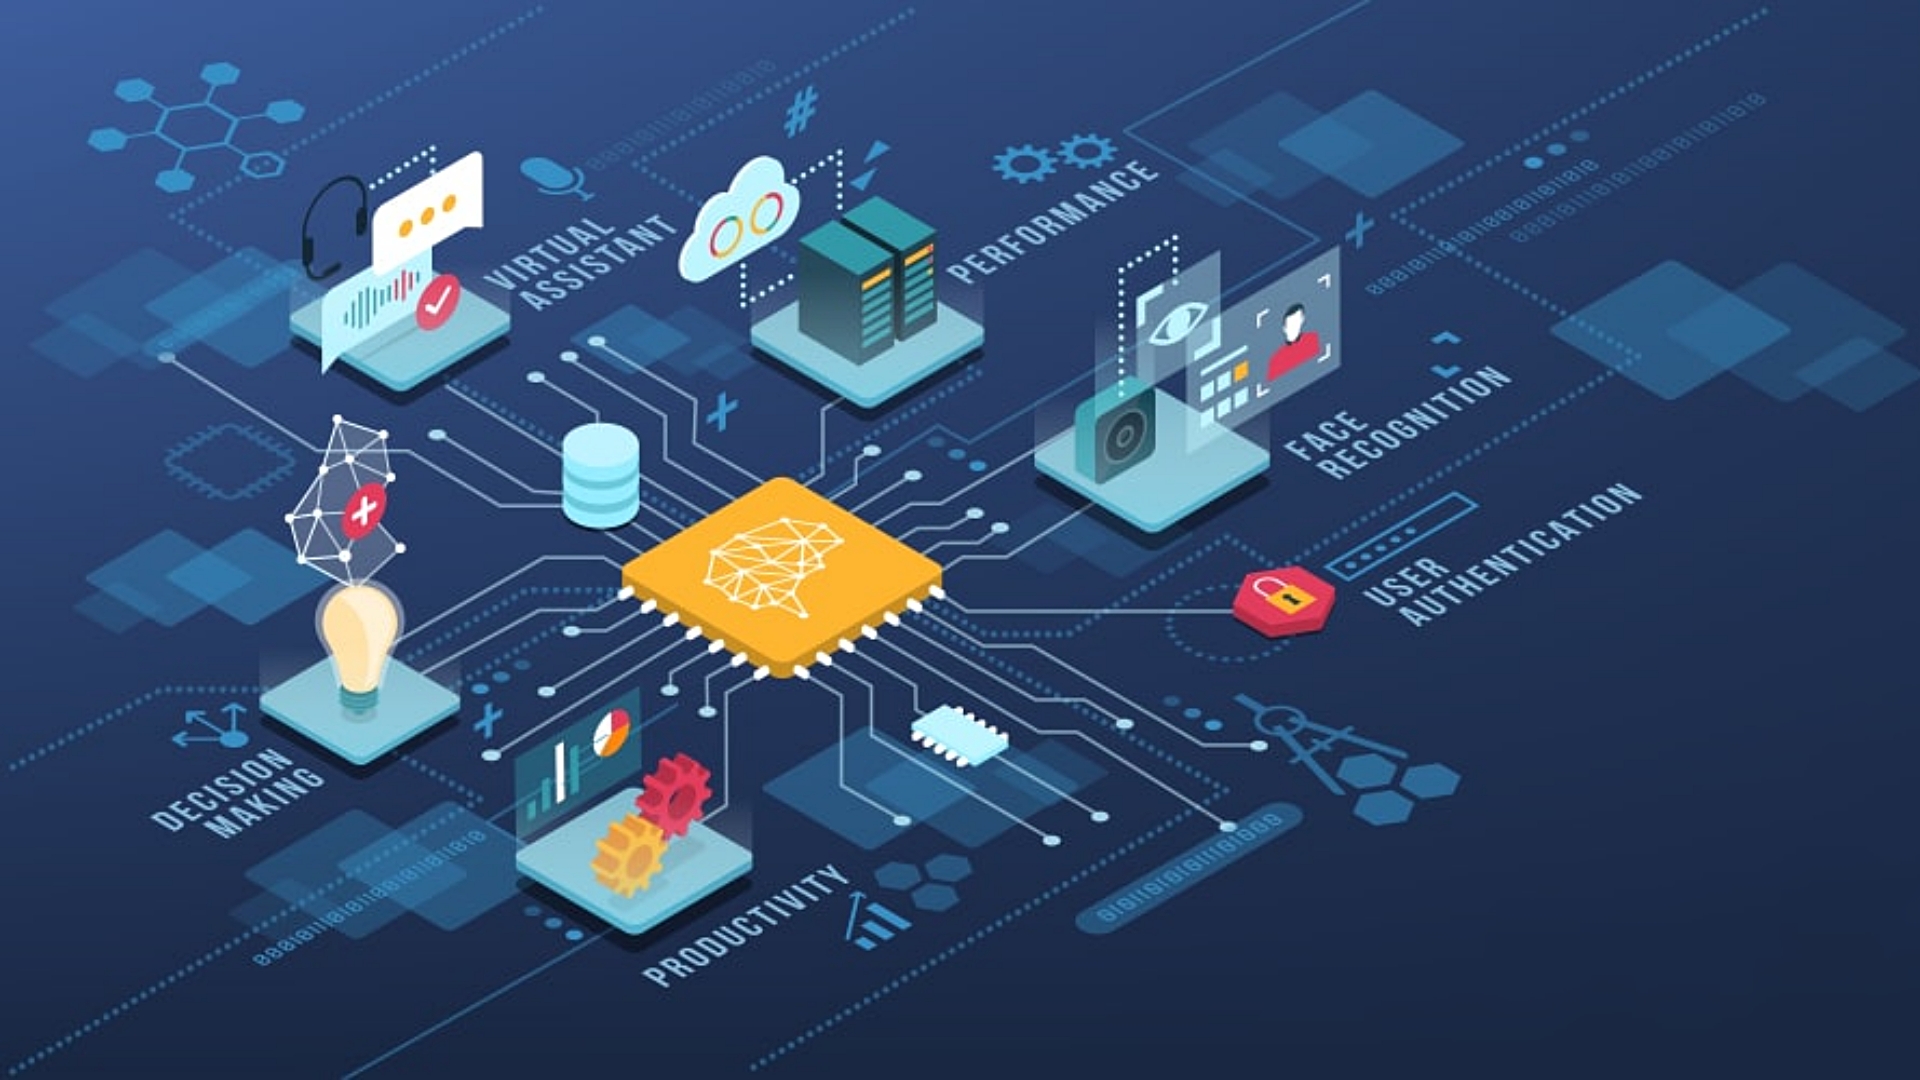 VIRTUAL
ASSISTANT
PERFORMANCE
FACE
RECOGNITION
USER
AUTHENTICATION
DECISION
MAKING
PRODUCTIVITY
#